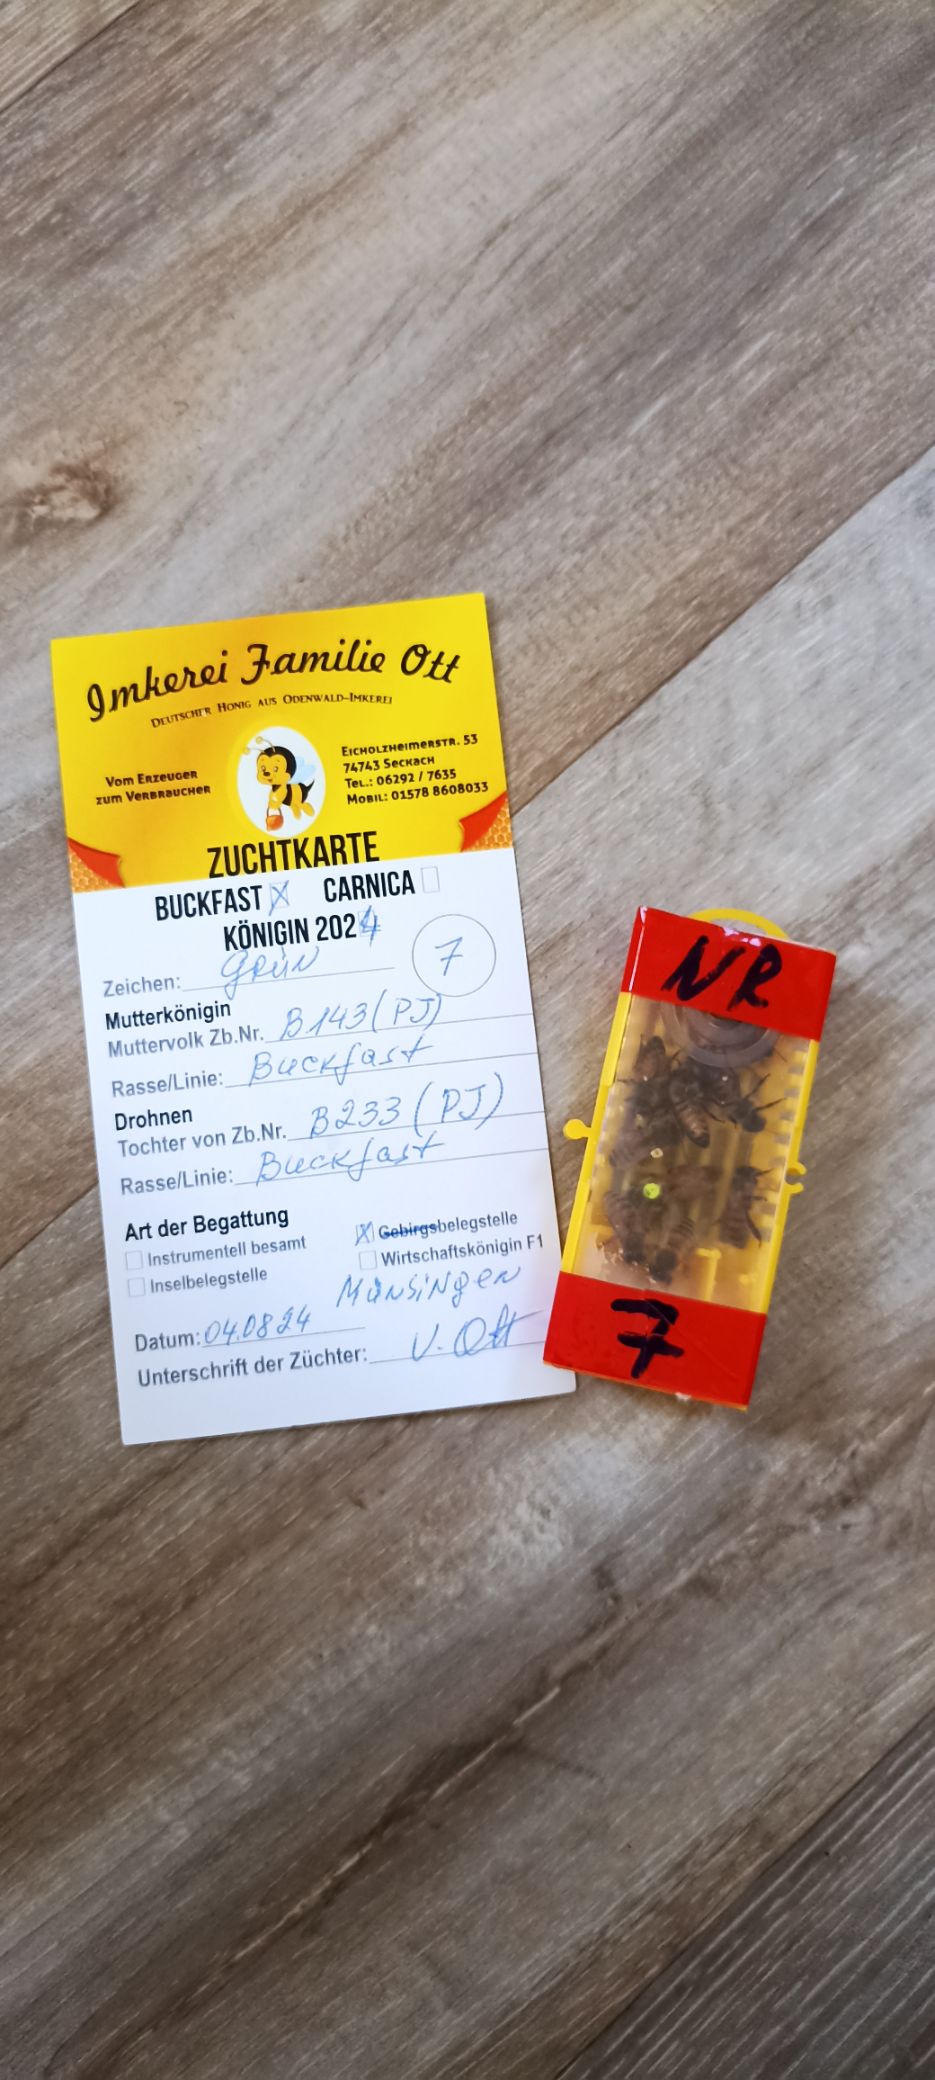 Imkerei Familie Ott
Deutscher Honig aus Odenwald-Imkerei
Vom Erzeuger
zum Verbraucher
Eicholzheimerstr. 53
74743 Seckach
Tel.: 06292 / 7635
Mobil: 01578 8608033
ZUCHTKARTE
BUCKFAST X CARNICA
KÖNIGIN 2024
Zeichen: Grün
7
Mutterkönigin
Muttervolk Zb.Nr. B143 (PJ)
Rasse/Linie: Buckfast
Drohnen
Tochter von Zb.Nr. B233 (PJ)
Rasse/Linie: Buckfast
Art der Begattung
Instrumentell besamt
Inselbelegstelle
X Gebirgsbelegstelle
Wirtschaftskönigin F1
Münsingen
Datum: 04.08 24
Unterschrift der Züchter: V. Ott
NR
7